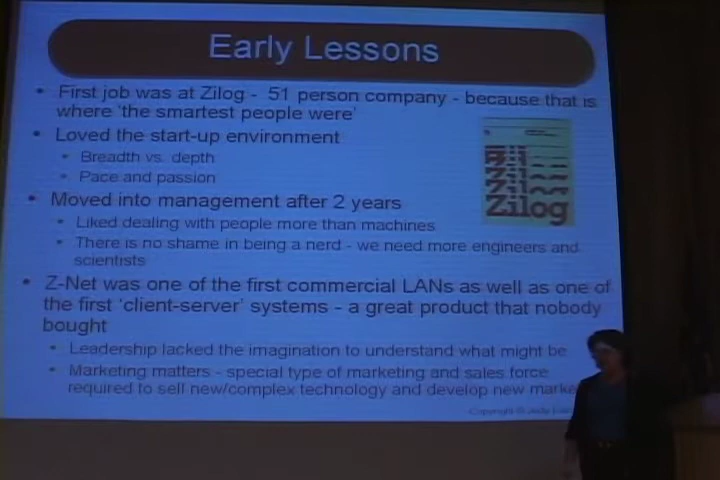 Early Lessons
• First job was at Zilog - 51 person company - because that is
where 'the smartest people were'
• Loved the start-up environment
• Breadth vs. depth
• Pace and passion
• Moved into management after 2 years
• Liked dealing with people more than machines
• There is no shame in being a nerd - we need more engineers and
scientists
• Z-Net was one of the first commercial LANs as well as one of
the first 'client-server' systems - a great product that nobody
bought
• Leadership lacked the imagination to understand what might be
• Marketing matters - special type of marketing and sales force
required to sell new/complex technology and develop new marke
Zilog
Copyright © Judy